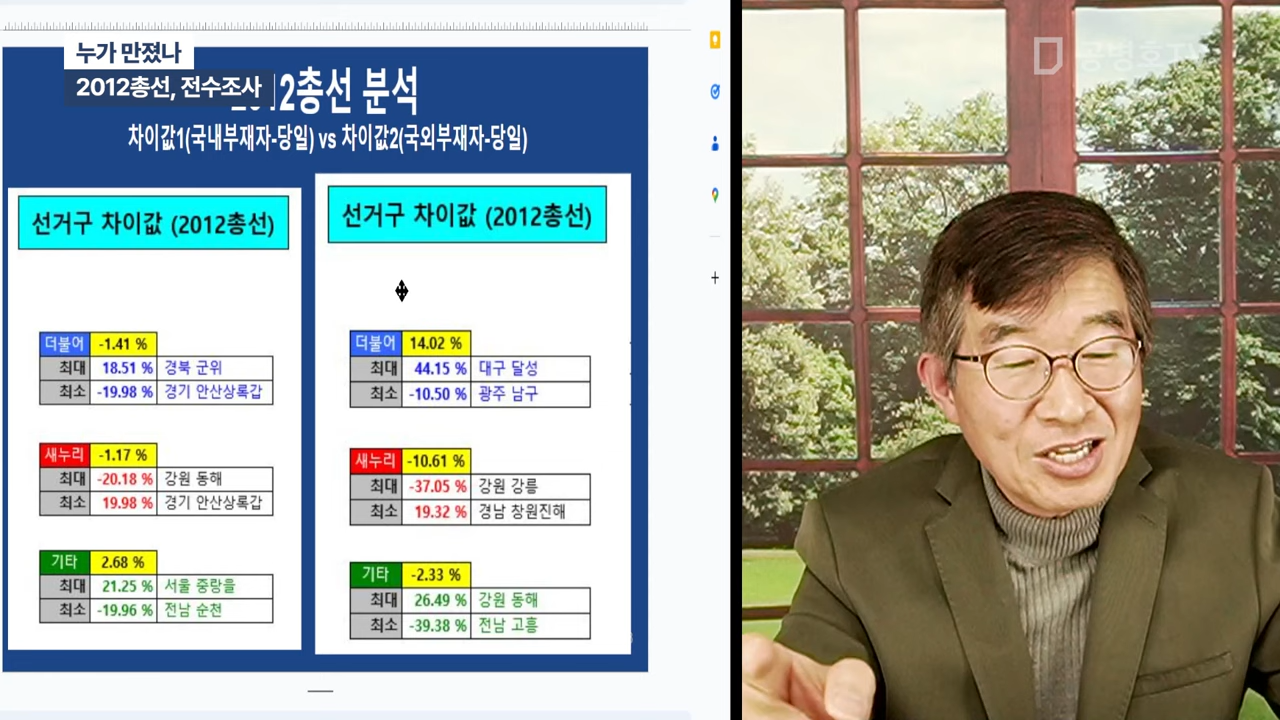 누가 만졌나
2012총선, 전수조사
2012총선 분석
차이값1(국내부재자-당일) vs 차이값2(국외부재자-당일)
선거구 차이값 (2012총선)
더불어 -1.41 %
최대 18.51 % 경북 군위
최소 -19.98 % 경기 안산상록갑
새누리 -1.17 %
최대 -20.18 % 강원 동해
최소 19.98 % 경기 안산상록갑
기타 2.68 %
최대 21.25 % 서울 중랑을
최소 -19.96 % 전남 순천
선거구 차이값 (2012총선)
더불어 14.02 %
최대 44.15 % 대구 달성
최소 -10.50 % 광주 남구
새누리 -10.61 %
최대 -37.05 % 강원 강릉
최소 19.32 % 경남 창원진해
기타 -2.33 %
최대 26.49 % 강원 동해
최소 -39.38 % 전남 고흥
공병호TV